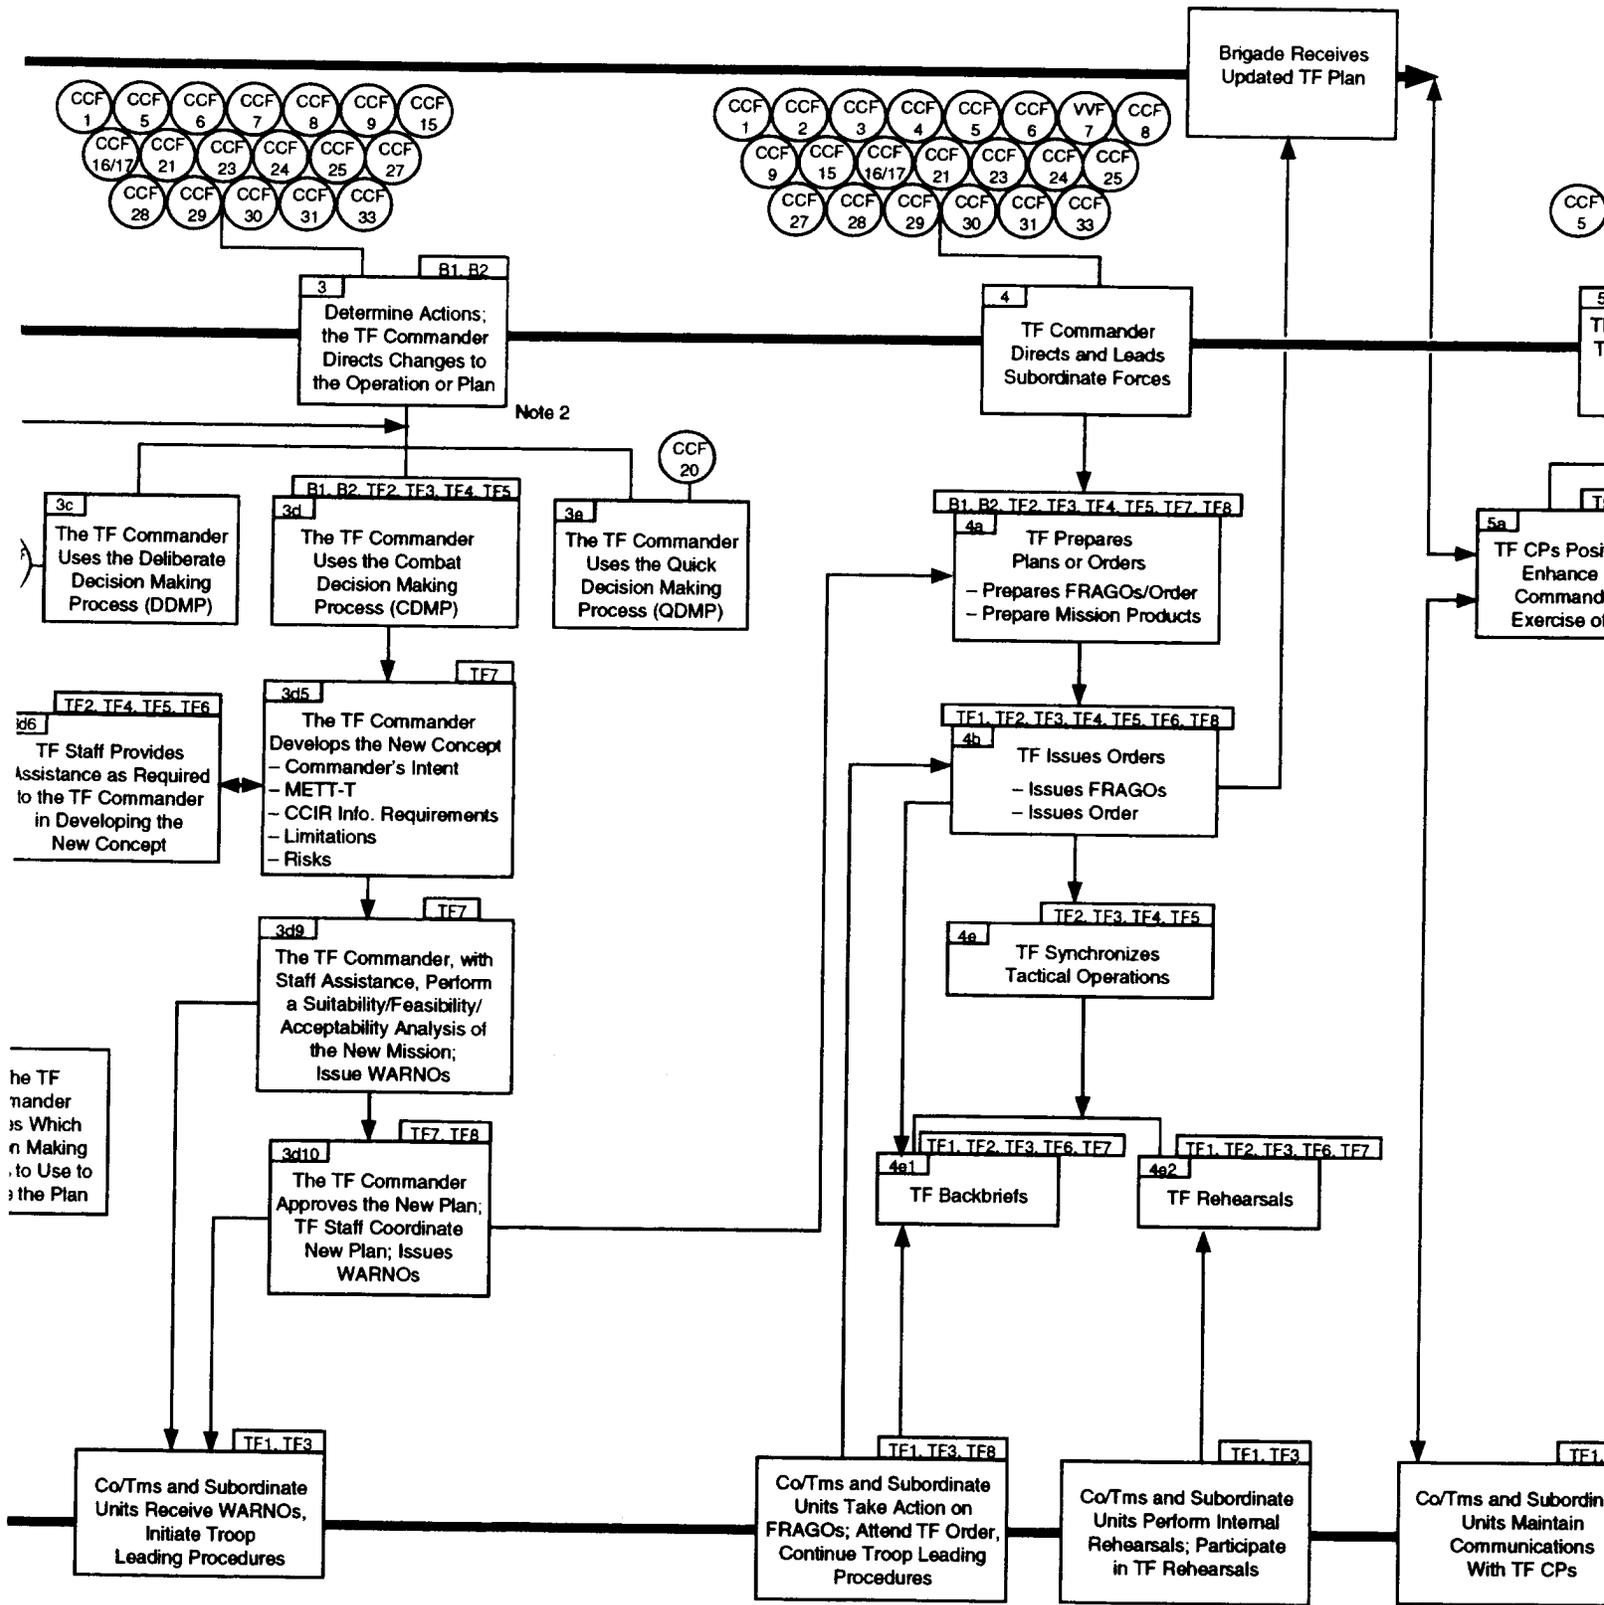 Brigade Receives
Updated TF Plan
CCF
1
CCF
5
CCF
6
CCF
7
CCF
8
CCF
9
CCF
15
CCF
16/17
CCF
21
CCF
23
CCF
24
CCF
25
CCF
27
CCF
28
CCF
29
CCF
30
CCF
31
CCF
33
CCF
1
CCF
2
CCF
3
CCF
4
CCF
5
CCF
6
VVF
7
CCF
8
CCF
9
CCF
15
CCF
16/17
CCF
21
CCF
23
CCF
24
CCF
25
CCF
27
CCF
28
CCF
29
CCF
30
CCF
31
CCF
33
CCF
5
B1, B2
3
Determine Actions;
the TF Commander
Directs Changes to
the Operation or Plan
4
TF Commander
Directs and Leads
Subordinate Forces
5
Note 2
CCF
20
3c
The TF Commander
Uses the Deliberate
Decision Making
Process (DDMP)
B1, B2, TF2, TF3, TF4, TF5
3d
The TF Commander
Uses the Combat
Decision Making
Process (CDMP)
3e
The TF Commander
Uses the Quick
Decision Making
Process (QDMP)
B1, B2, TF2, TF3, TF4, TF5, TF7, TF8
4a
TF Prepares
Plans or Orders
– Prepares FRAGOs/Order
– Prepare Mission Products
5a
TF CPs Posi
Enhance
Command
Exercise of
TF2, TF4, TF5, TF6
3d6
TF Staff Provides
Assistance as Required
to the TF Commander
in Developing the
New Concept
TF7
3d5
The TF Commander
Develops the New Concept
– Commander's Intent
– METT-T
– CCIR Info. Requirements
– Limitations
– Risks
TF1, TF2, TF3, TF4, TF5, TF6, TF8
4b
TF Issues Orders
– Issues FRAGOs
– Issues Order
TF7
3d9
The TF Commander, with
Staff Assistance, Perform
a Suitability/Feasibility/
Acceptability Analysis of
the New Mission;
Issue WARNOs
TF2, TF3, TF4, TF5
4e
TF Synchronizes
Tactical Operations
he TF
mander
es Which
n Making
, to Use to
e the Plan
TF7, TF8
3d10
The TF Commander
Approves the New Plan;
TF Staff Coordinate
New Plan; Issues
WARNOs
TF1, TF2, TF3, TF6, TF7
4e1
TF Backbriefs
TF1, TF2, TF3, TF6, TF7
4e2
TF Rehearsals
TF1, TF3
Co/Tms and Subordinate
Units Receive WARNOs,
Initiate Troop
Leading Procedures
TF1, TF3, TF8
Co/Tms and Subordinate
Units Take Action on
FRAGOs; Attend TF Order,
Continue Troop Leading
Procedures
TF1, TF3
Co/Tms and Subordinate
Units Perform Internal
Rehearsals; Participate
in TF Rehearsals
TF1,
Co/Tms and Subordin
Units Maintain
Communications
With TF CPs